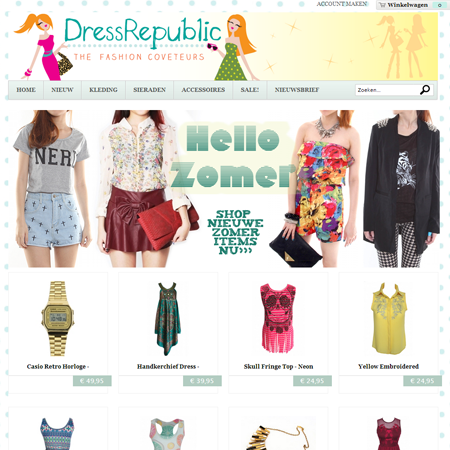 ACCOUNT MAKEN
Winkelwagen 0
DressRepublic
THE FASHION COVETEURS
HOME NIEUW KLEDING SIERADEN ACCESSOIRES SALE! NIEUWSBRIEF Zoeken...
NERD
Hello
Zomer
SHOP
NIEUWE
ZOMER
ITEMS
NU>>>
Casio Retro Horloge - Handkerchief Dress - Skull Fringe Top - Neon Yellow Embroidered
€ 49,95 € 39,95 € 24,95 € 24,95